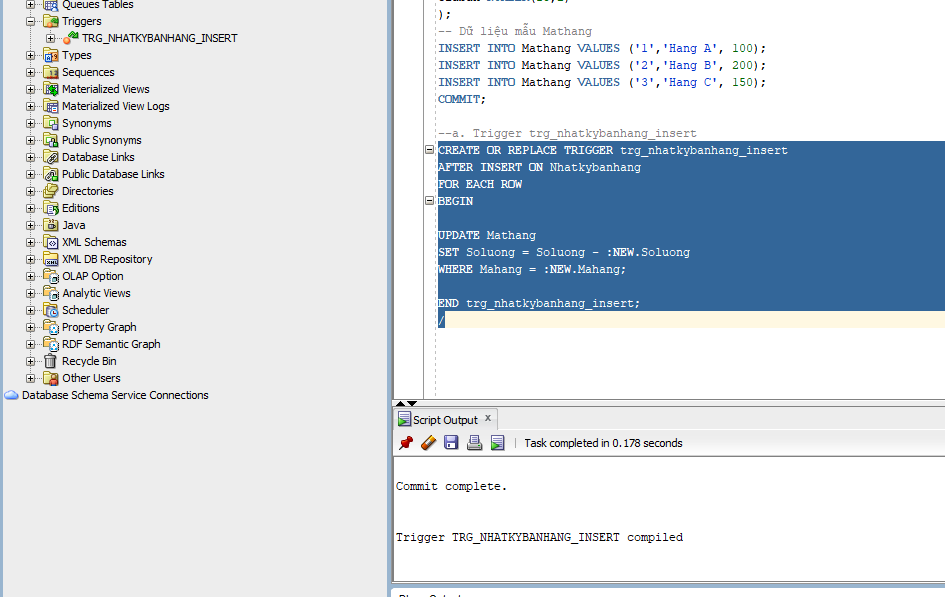 Queues Tables
Triggers
TRG_NHATKYBANHANG_INSERT
Types
Sequences
Materialized Views
Materialized View Logs
Synonyms
Public Synonyms
Database Links
Public Database Links
Directories
Editions
Java
XML Schemas
XML DB Repository
OLAP Option
Analytic Views
Scheduler
Property Graph
RDF Semantic Graph
Recycle Bin
Other Users
Database Schema Service Connections
);
-- Dữ liệu mẫu Mathang
INSERT INTO Mathang VALUES ('1','Hang A', 100);
INSERT INTO Mathang VALUES ('2','Hang B', 200);
INSERT INTO Mathang VALUES ('3','Hang C', 150);
COMMIT;
--a. Trigger trg_nhatkybanhang_insert
CREATE OR REPLACE TRIGGER trg_nhatkybanhang_insert
AFTER INSERT ON Nhatkybanhang
FOR EACH ROW
BEGIN
UPDATE Mathang
SET Soluong = Soluong - :NEW.Soluong
WHERE Mahang = :NEW.Mahang;
END trg_nhatkybanhang_insert;
/
Script Output x
Task completed in 0.178 seconds
Commit complete.
Trigger TRG_NHATKYBANHANG_INSERT compiled